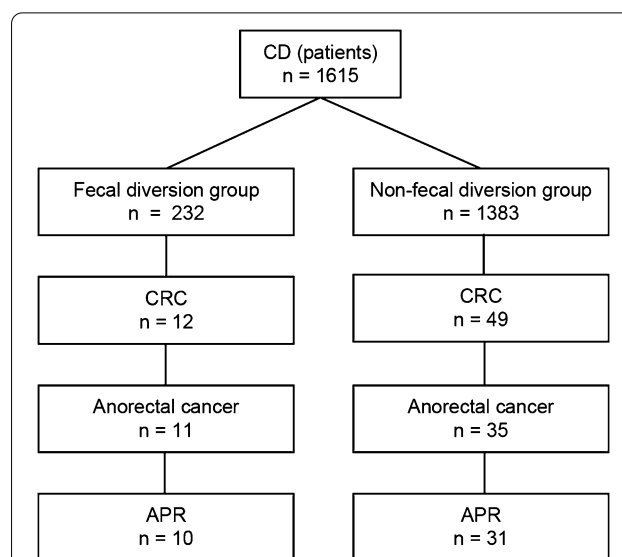 CD (patients)
n = 1615
Fecal diversion group
n = 232
Non-fecal diversion group
n = 1383
CRC
n = 12
CRC
n = 49
Anorectal cancer
n = 11
Anorectal cancer
n = 35
APR
n = 10
APR
n = 31